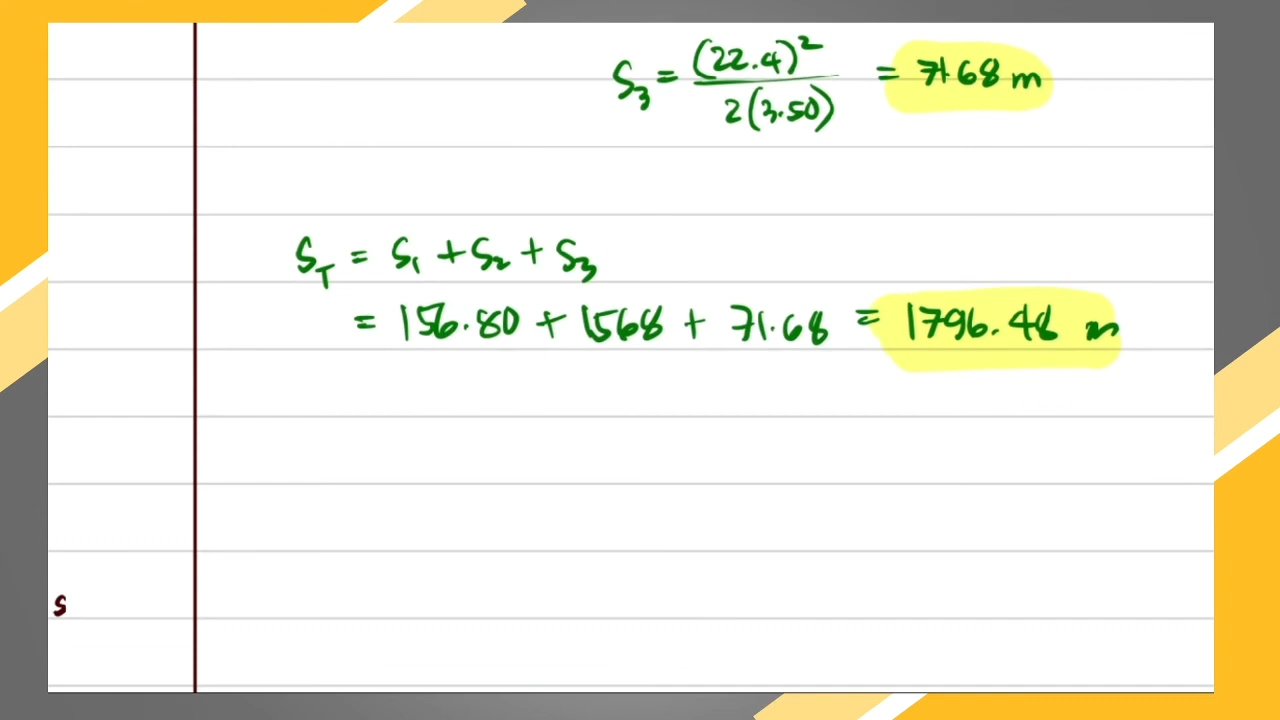 S₃ = (22.4)² / 2(3.50) = 71.68 m
S_T = S₁ + S₂ + S₃
= 156.80 + 1568 + 71.68 = 1796.48 m
s